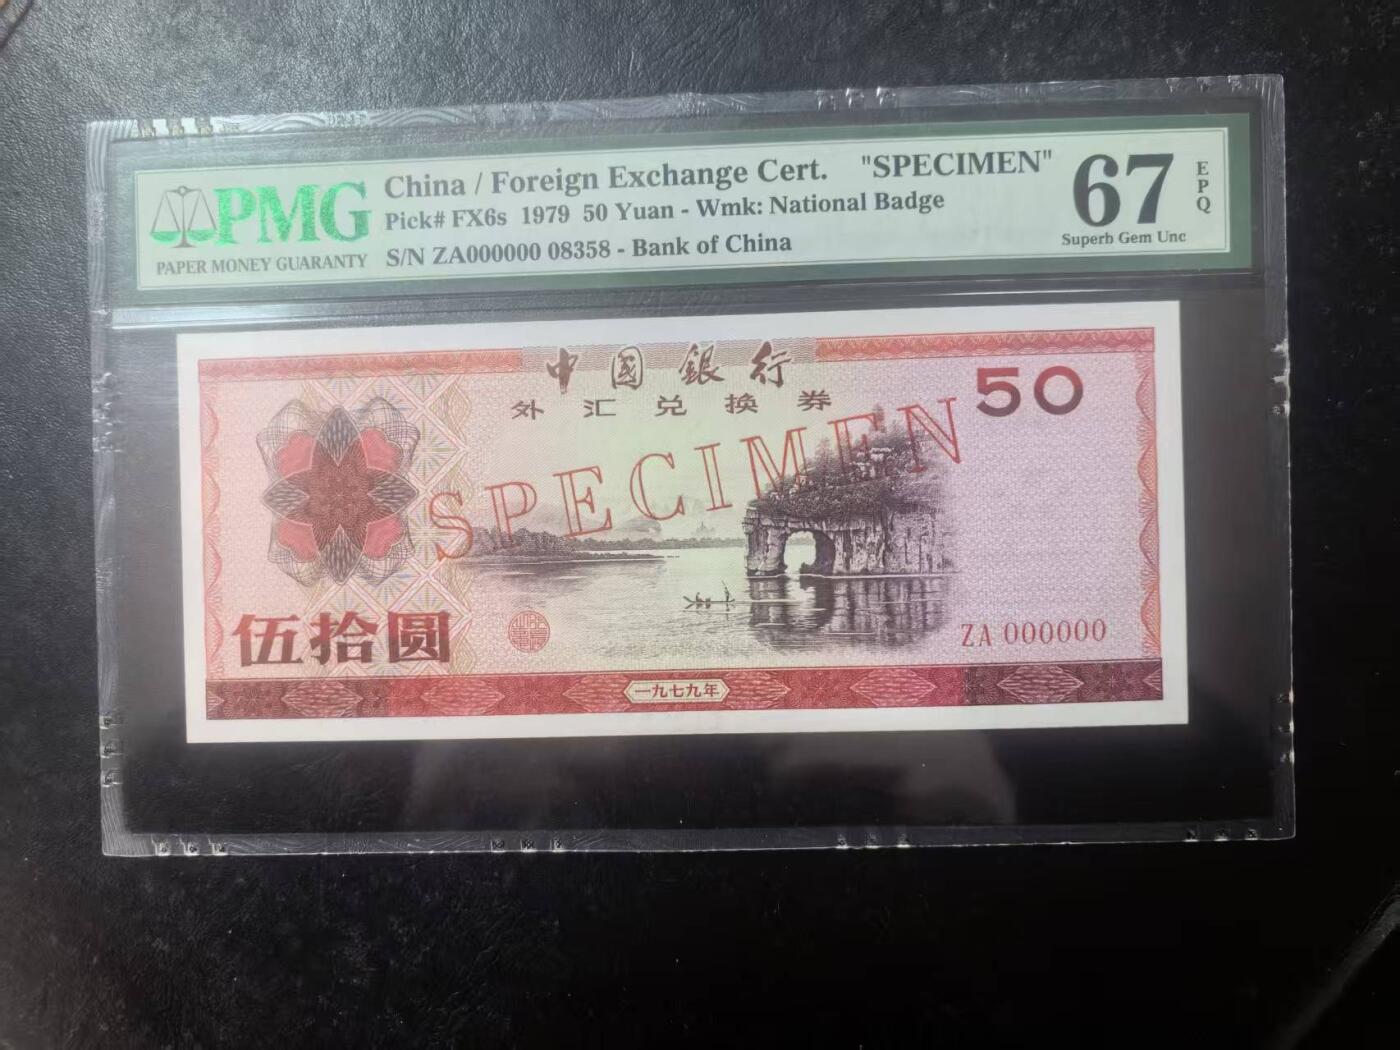 PMG
PAPER MONEY GUARANTY
China / Foreign Exchange Cert. "SPECIMEN"
Pick# FX6s 1979 50 Yuan - Wmk: National Badge
S/N ZA000000 08358 - Bank of China
67
EPQ
Superb Gem Unc
中國銀行
外汇兑换券
50
SPECIMEN
伍拾圆
ZA 000000
一九七九年